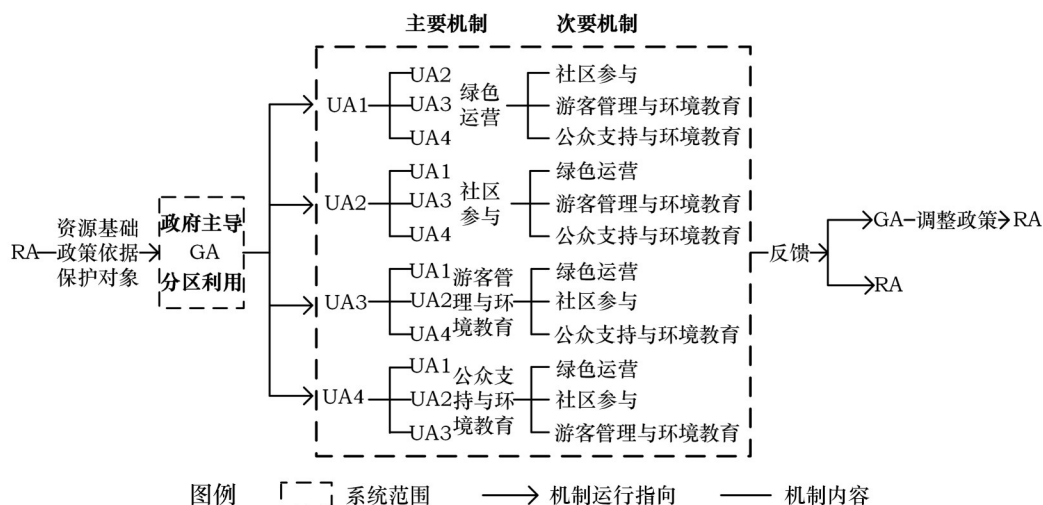 主要机制
次要机制
RA
资源基础
政策依据
保护对象
政府主导
GA
分区利用
UA1
UA2
UA3
UA4
绿色
运营
社区参与
游客管理与环境教育
公众支持与环境教育
UA2
UA1
UA3
UA4
社区
参与
绿色运营
游客管理与环境教育
公众支持与环境教育
UA3
UA1
UA2
UA4
游客管
理与环
境教育
绿色运营
社区参与
公众支持与环境教育
UA4
UA1
UA2
UA3
公众支
持与环
境教育
绿色运营
社区参与
游客管理与环境教育
反馈
GA
调整政策
RA
RA
图例
系统范围
机制运行指向
机制内容